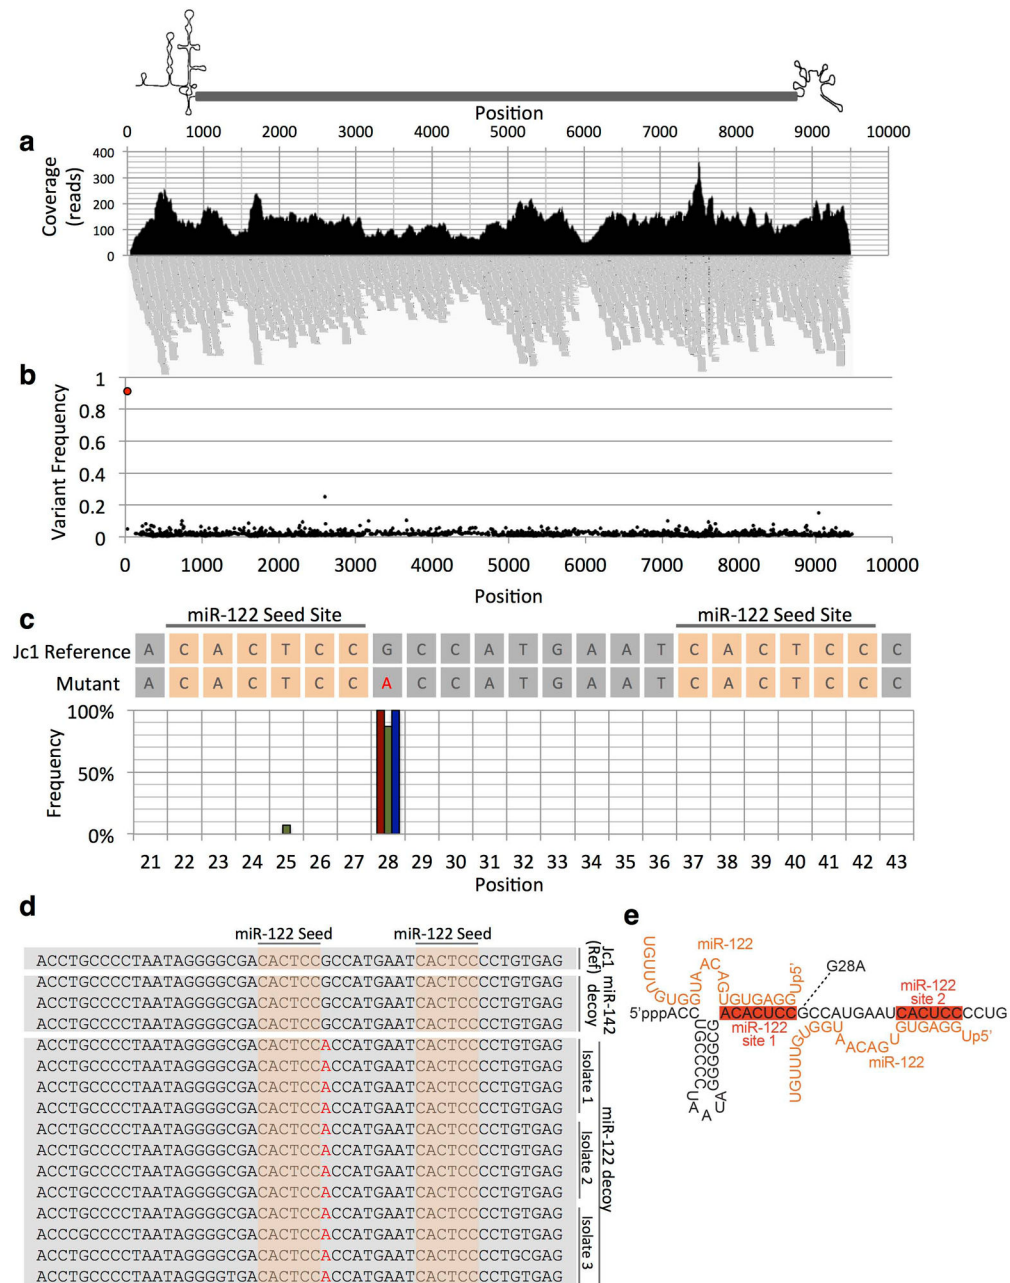 Position
0 1000 2000 3000 4000 5000 6000 7000 8000 9000 10000
a
Coverage (reads)
400
300
200
100
0
b
Variant Frequency
1
0.8
0.6
0.4
0.2
0
0 1000 2000 3000 4000 5000 6000 7000 8000 9000 10000
Position
c
miR-122 Seed Site
miR-122 Seed Site
Jc1 Reference A C A C T C C G C C A T G A A T C A C T C C C
Mutant A C A C T C C A C C A T G A A T C A C T C C C
Frequency
100%
50%
0%
21 22 23 24 25 26 27 28 29 30 31 32 33 34 35 36 37 38 39 40 41 42 43
Position
d
miR-122 Seed
miR-122 Seed
ACCTGCCCCTAATAGGGGCGACACTCCGCCATGAATCACTCCCCTGTGAG
ACCTGCCCCTAATAGGGGCGACACTCCGCCATGAATCACTCCCCTGTGAG
ACCTGCCCCTAATAGGGGCGACACTCCGCCATGAATCACTCCCCTGTGAG
ACCTGCCCCTAATAGGGGCGACACTCCGCCATGAATCACTCCCCTGTGAG
ACCTGCCCCTAATAGGGGCGACACTCCACCATGAATCACTCCCCTGTGAG
ACCTGCCCCTAATAGGGGCGACACTCCACCATGAATCACTCCCCTGTGAG
ACCTGCCCCTAATAGGGGCGACACTCCACCATGAATCACTCCCCTGTGAG
ACCTGCCCCTAATAGGGGCGACACTCCACCATGAATCACTCCCCTGTGAG
ACCTGCCCCTAATAGGGGCGACACTCCACCATGAATCACTCCCCTGTGAG
ACCTGCCCCTAATAGGGGCGACACTCCACCATGAATCACTCCCCTGTGAG
ACCTGCCCCTAATAGGGGCGACACTCCACCATGAATCACTCCCCTGTGAG
ACCTGCCCCTAATAGGGGCGACACTCCACCATGAATCACTCCCCTGTGAG
ACCTGCCCCTAATAGGGGCGACACTCCACCATGAATCACTCCCCTGTGAG
ACCCGCCCCTAATAGGGGCGACACTCCACCATGAATCACTCCCCTGTGAG
ACCTGCCCCTAATAGGGGCGACACTCCACCATGAATCACTCCCCTGCGAG
ACCTGCCCCTAATAGGGGTGACACTCCACCATGAATCACTCCCCTGTGAG
Jc1 (Ref)
miR-142 decoy
Isolate 1
Isolate 2
Isolate 3
miR-122 decoy
e
miR-122
G28A
UGUUUGUGGUAACAGUGUGAGGUp5'
miR-122 site 2
5'pppACC
UGCCCCUAAUAGGGGCG
ACACUCC
GCCAUGAAU
CACUCC
CCUG
miR-122 site 1
UGUUUGUGGUAACAGUGUGAGGUp5'
miR-122